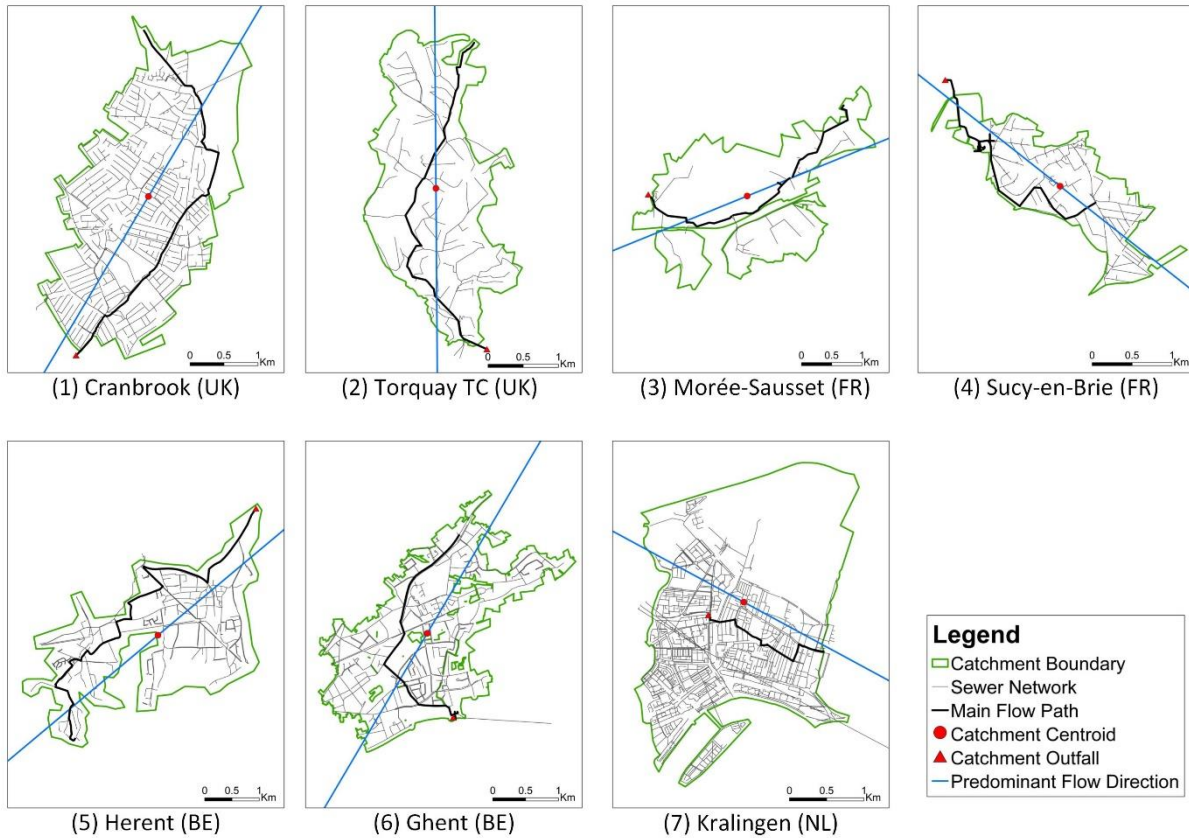 0 0.5 1
Km
0 0.5 1
Km
0 0.5 1
Km
0 0.5 1
Km
(1) Cranbrook (UK)
(2) Torquay TC (UK)
(3) Morée-Sausset (FR)
(4) Sucy-en-Brie (FR)
0 0.5 1
Km
0 0.5 1
Km
0 0.5 1
Km
(5) Herent (BE)
(6) Ghent (BE)
(7) Kralingen (NL)
Legend
Catchment Boundary
Sewer Network
Main Flow Path
Catchment Centroid
Catchment Outfall
Predominant Flow Direction